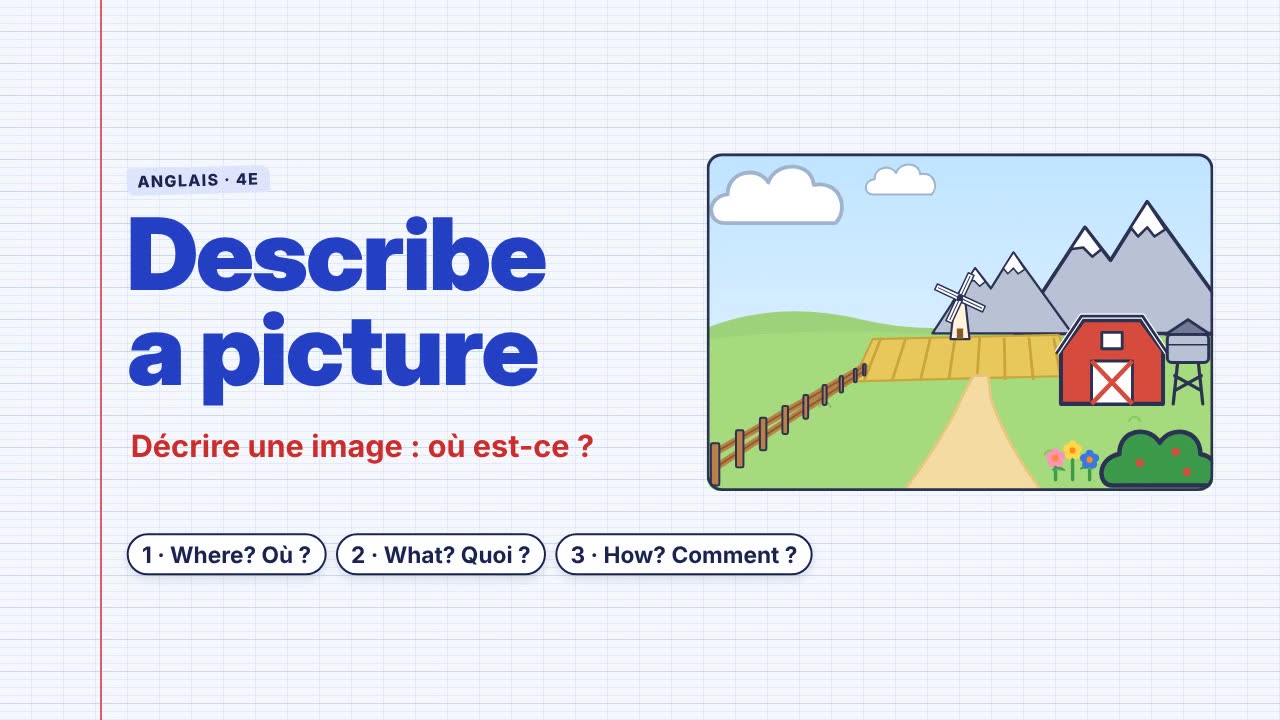 ANGLAIS · 4E
Describe
a picture
Décrire une image : où est-ce ?
1 · Where? Où ?
2 · What? Quoi ?
3 · How? Comment ?